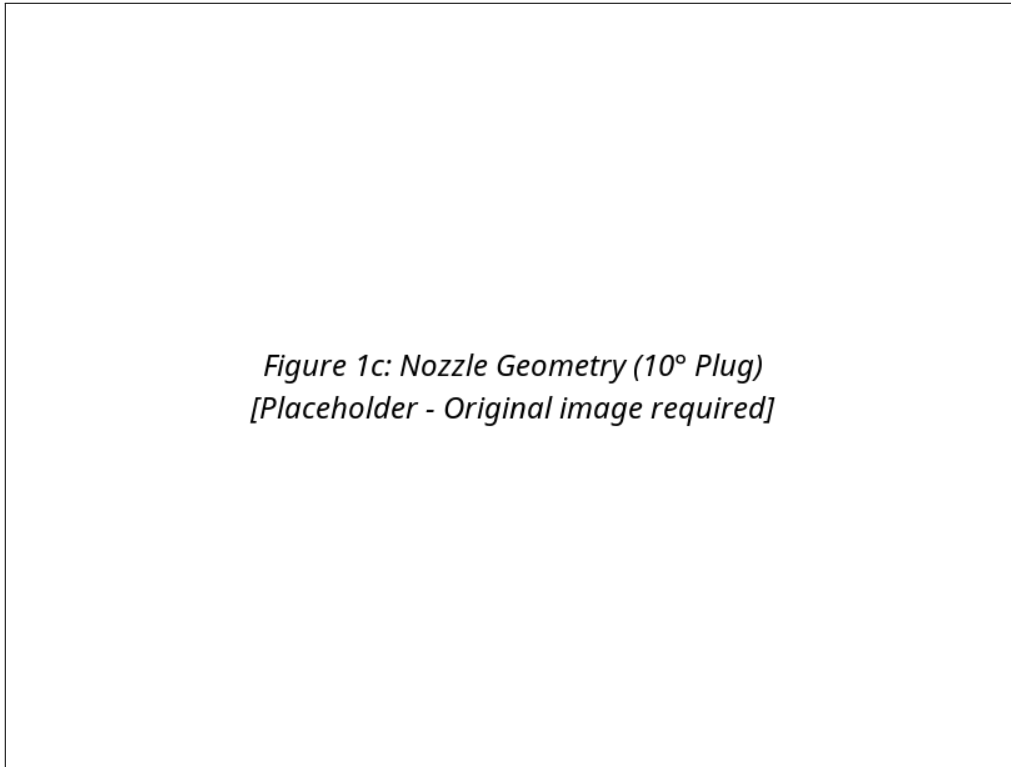 Figure 1c: Nozzle Geometry (10° Plug)
[Placeholder - Original image required]